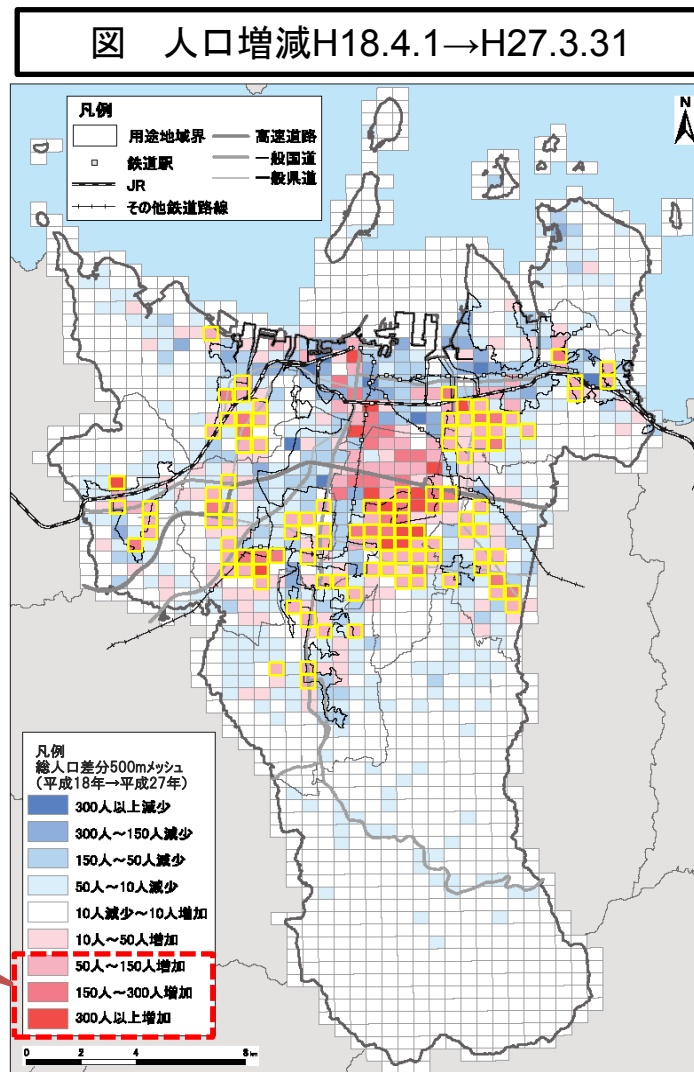 図 人口増減H18.4.1→H27.3.31
凡例
用途地域界
鉄道駅
JR
その他鉄道路線
高速道路
一般国道
一般県道
N
凡例
総人口差分500mメッシュ
(平成18年→平成27年)
300人以上減少
300人～150人減少
150人～50人減少
50人～10人減少
10人減少～10人増加
10人～50人増加
50人～150人増加
150人～300人増加
300人以上増加
0 2 4 8 km